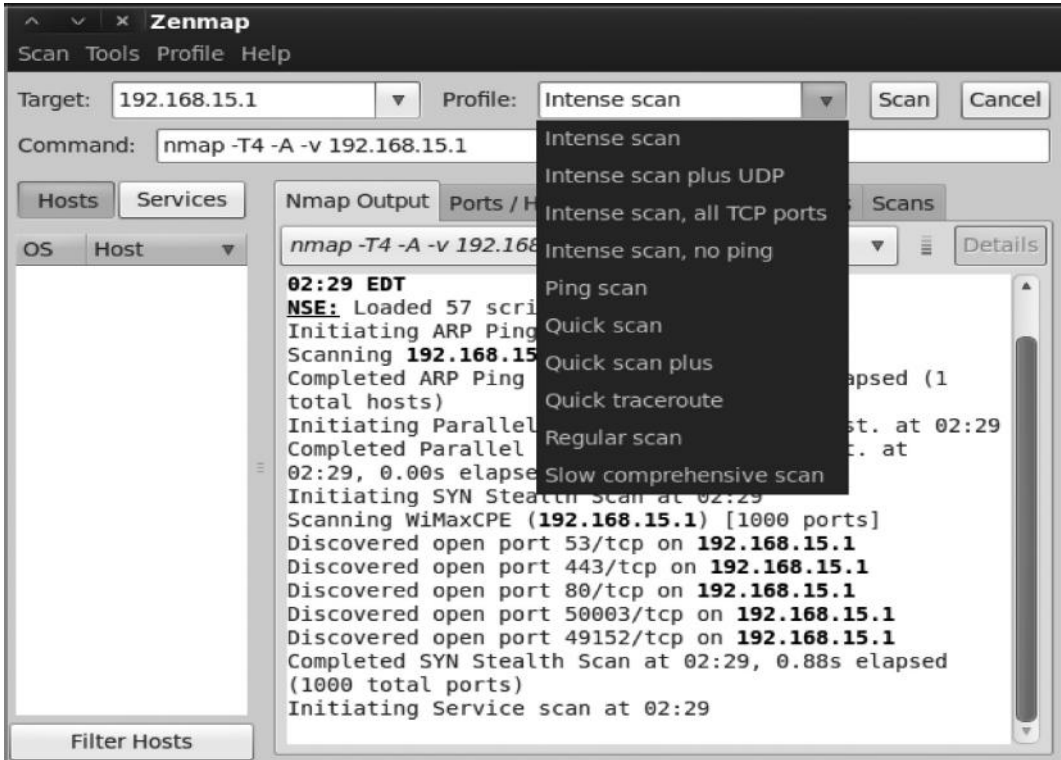 Zenmap
Scan Tools Profile Help
Target: 192.168.15.1 Profile: Intense scan Scan Cancel
Command: nmap -T4 -A -v 192.168.15.1
Intense scan
Intense scan plus UDP
Intense scan, all TCP ports
Intense scan, no ping
Ping scan
Quick scan
Quick scan plus
Quick traceroute
Regular scan
Slow comprehensive scan
Hosts Services
Nmap Output Ports / Scans
OS Host
nmap -T4 -A -v Details
02:29 EDT
NSE: Loaded 57
Initiating ARP Ping
Scanning 192.168.15
Completed ARP Ping (1
total hosts)
Initiating Parallel at 02:29
Completed Parallel at
02:29, 0.00s
Initiating SYN Stealth Scan at 02:29
Scanning WiMaxCPE (192.168.15.1) [1000 ports]
Discovered open port 53/tcp on 192.168.15.1
Discovered open port 443/tcp on 192.168.15.1
Discovered open port 80/tcp on 192.168.15.1
Discovered open port 50003/tcp on 192.168.15.1
Discovered open port 49152/tcp on 192.168.15.1
Completed SYN Stealth Scan at 02:29, 0.88s elapsed
(1000 total ports)
Initiating Service scan at 02:29
Filter Hosts